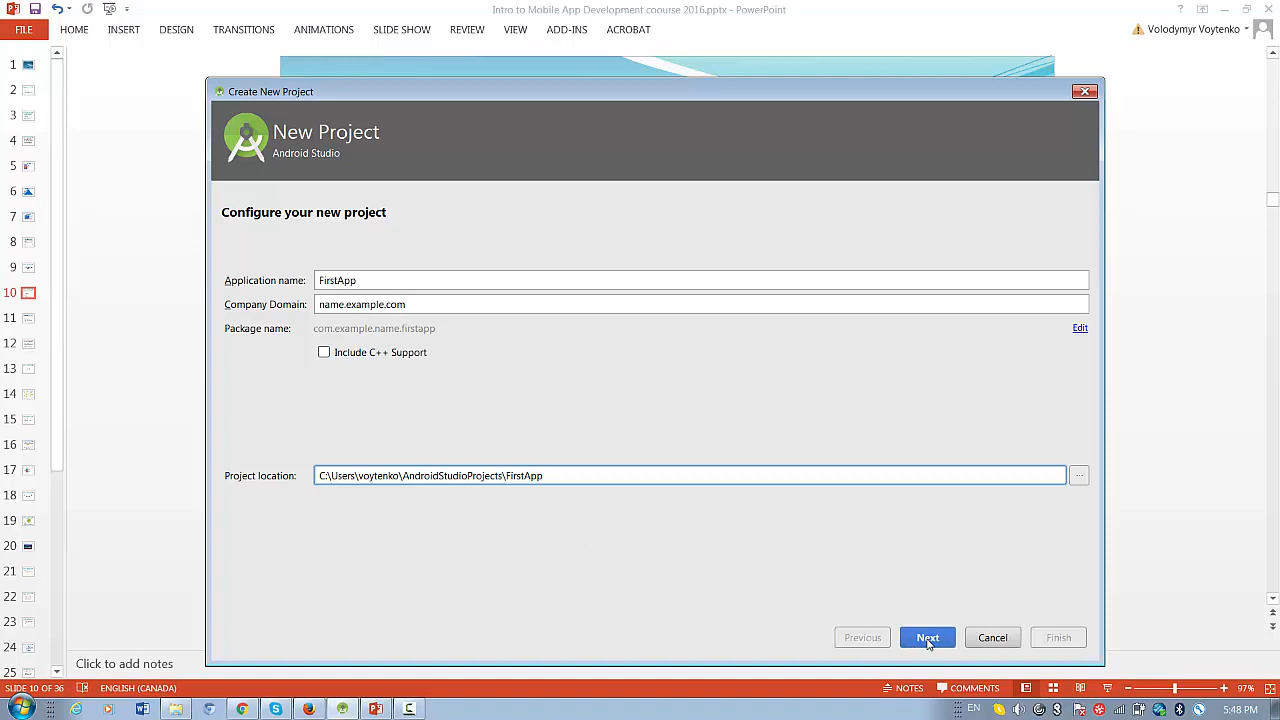 Intro to Mobile App Development coourse 2016.pptx - PowerPoint
FILE HOME INSERT DESIGN TRANSITIONS ANIMATIONS SLIDE SHOW REVIEW VIEW ADD-INS ACROBAT Volodymyr Voytenko
Create New Project
New Project
Android Studio
Configure your new project
Application name: FirstApp
Company Domain: name.example.com
Package name: com.example.name.firstapp Edit
Include C++ Support
Project location: C:\Users\voytenko\AndroidStudioProjects\FirstApp ...
Previous Next Cancel Finish
1
2
3
4
5
6
7
8
9
10
11
12
13
14
15
16
17
18
19
20
21
22
23
24
25
Click to add notes
SLIDE 10 OF 36 ENGLISH (CANADA) NOTES COMMENTS 97%
EN 5:48 PM